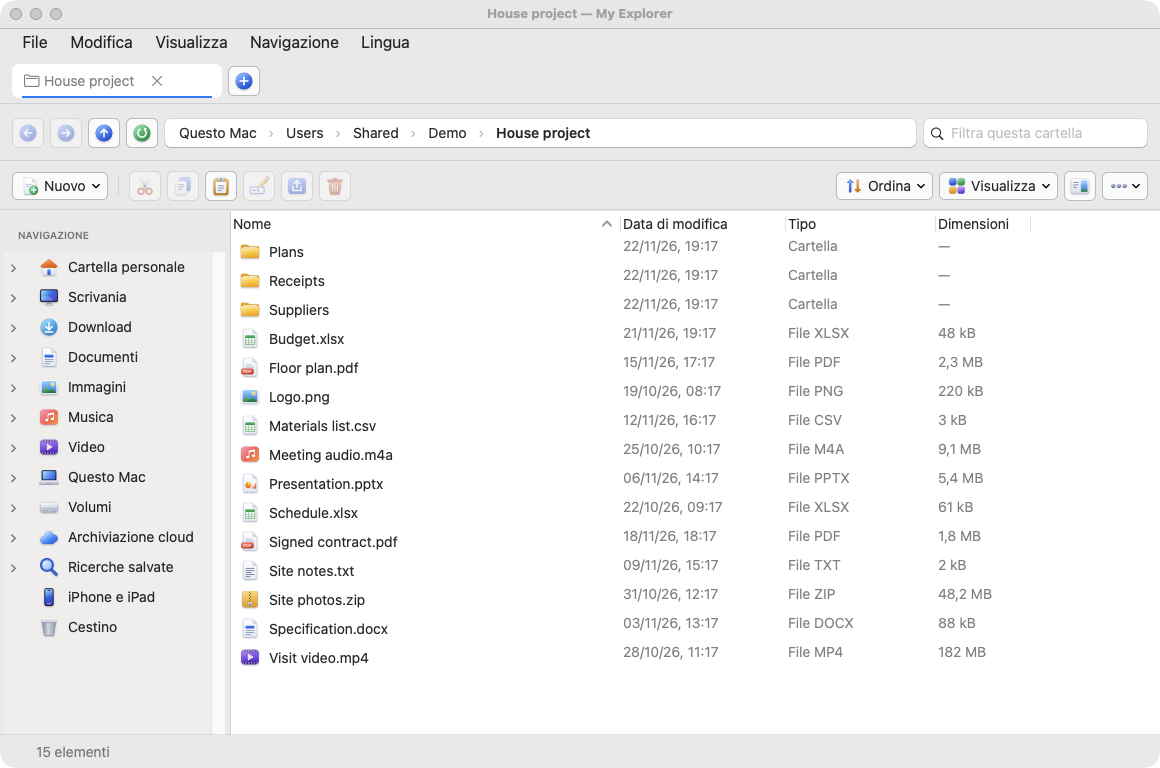 House project — My Explorer
File Modifica Visualizza Navigazione Lingua
House project
Questo Mac › Users › Shared › Demo › House project
Filtra questa cartella
Nuovo
Ordina
Visualizza
NAVIGAZIONE
Cartella personale
Scrivania
Download
Documenti
Immagini
Musica
Video
Questo Mac
Volumi
Archiviazione cloud
Ricerche salvate
iPhone e iPad
Cestino
Nome Data di modifica Tipo Dimensioni
Plans 22/11/26, 19:17 Cartella —
Receipts 22/11/26, 19:17 Cartella —
Suppliers 22/11/26, 19:17 Cartella —
Budget.xlsx 21/11/26, 19:17 File XLSX 48 kB
Floor plan.pdf 15/11/26, 17:17 File PDF 2,3 MB
Logo.png 19/10/26, 08:17 File PNG 220 kB
Materials list.csv 12/11/26, 16:17 File CSV 3 kB
Meeting audio.m4a 25/10/26, 10:17 File M4A 9,1 MB
Presentation.pptx 06/11/26, 14:17 File PPTX 5,4 MB
Schedule.xlsx 22/10/26, 09:17 File XLSX 61 kB
Signed contract.pdf 18/11/26, 18:17 File PDF 1,8 MB
Site notes.txt 09/11/26, 15:17 File TXT 2 kB
Site photos.zip 31/10/26, 12:17 File ZIP 48,2 MB
Specification.docx 03/11/26, 13:17 File DOCX 88 kB
Visit video.mp4 28/10/26, 11:17 File MP4 182 MB
15 elementi